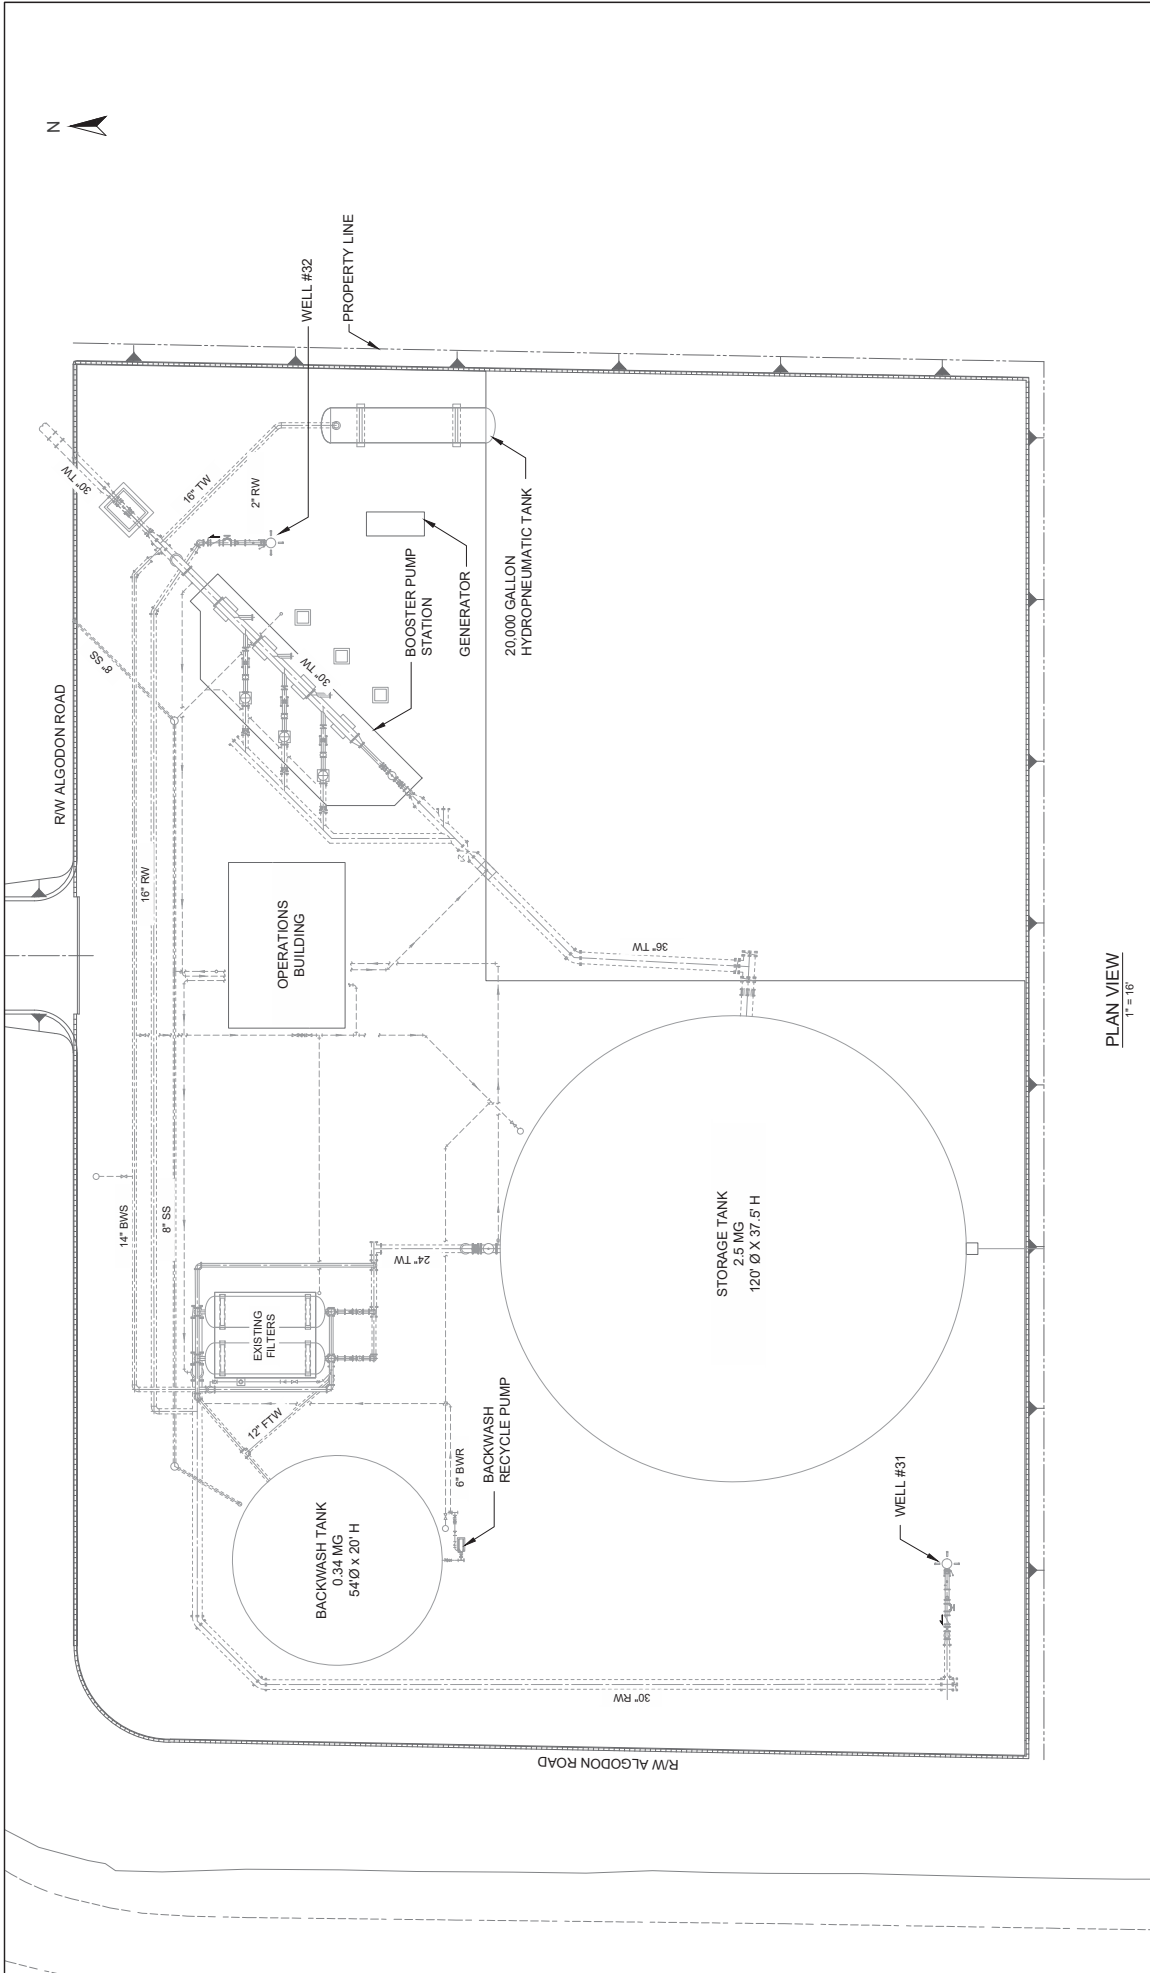 N
R/W ALGODON ROAD
30" TW
16" TW
2" RW
WELL #32
PROPERTY LINE
8" SS
30" TW
BOOSTER PUMP
STATION
GENERATOR
20,000 GALLON
HYDROPNEUMATIC TANK
16" RW
OPERATIONS
BUILDING
36" TW
14" BWS
8" SS
EXISTING
FILTERS
24" TW
STORAGE TANK
2.5 MG
120' Ø X 37.5' H
12" FTW
BACKWASH TANK
0.34 MG
54'Ø x 20' H
6" BWR
BACKWASH
RECYCLE PUMP
WELL #31
30" RW
R/W ALGODON ROAD
PLAN VIEW
1" = 16'